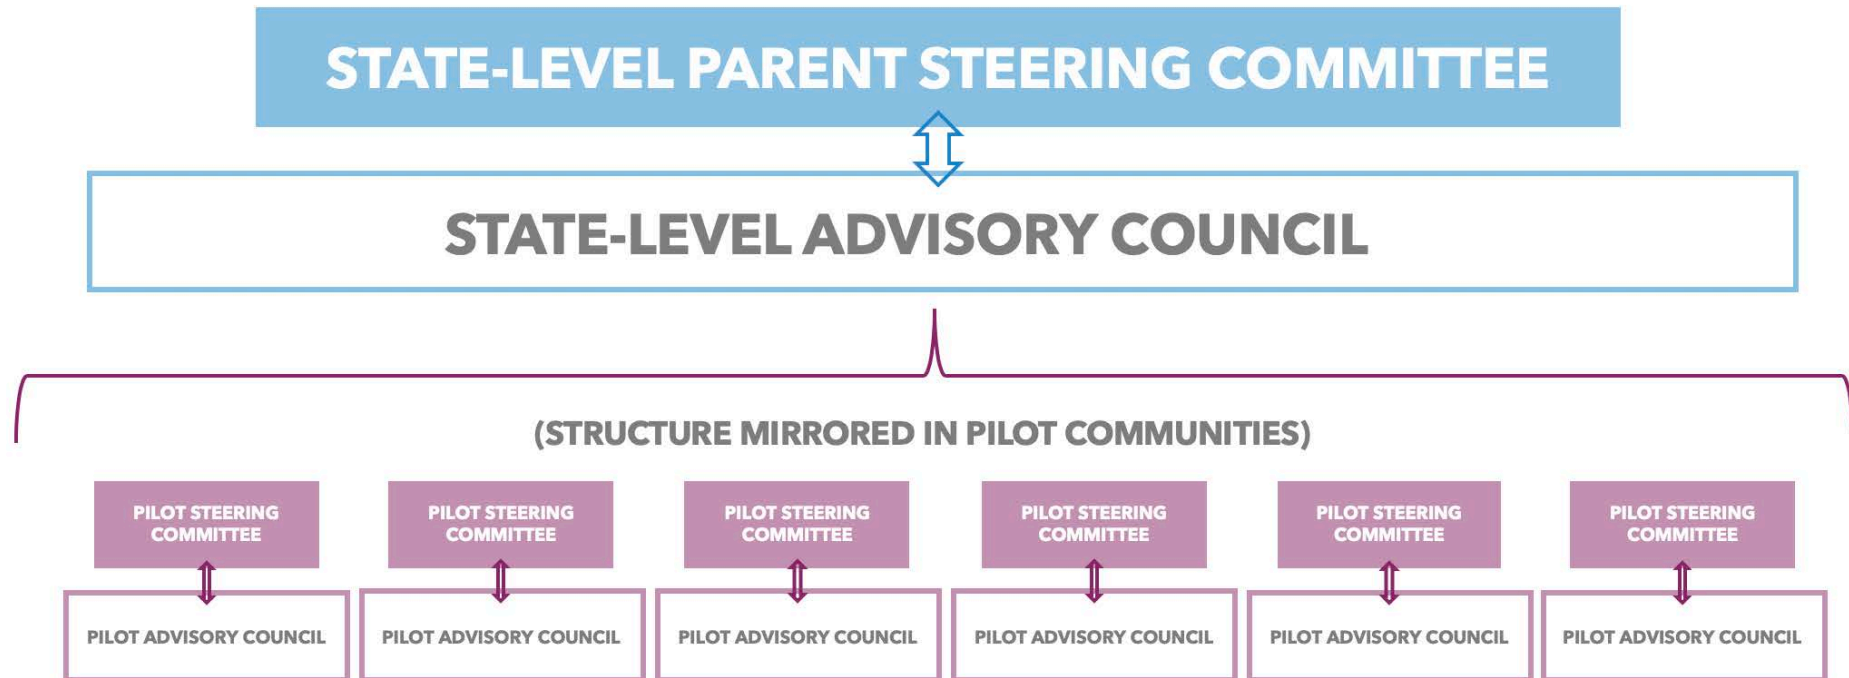 STATE-LEVEL PARENT STEERING COMMITTEE
STATE-LEVEL ADVISORY COUNCIL
(STRUCTURE MIRRORED IN PILOT COMMUNITIES)
PILOT STEERING
COMMITTEE
PILOT STEERING
COMMITTEE
PILOT STEERING
COMMITTEE
PILOT STEERING
COMMITTEE
PILOT STEERING
COMMITTEE
PILOT STEERING
COMMITTEE
PILOT ADVISORY COUNCIL
PILOT ADVISORY COUNCIL
PILOT ADVISORY COUNCIL
PILOT ADVISORY COUNCIL
PILOT ADVISORY COUNCIL
PILOT ADVISORY COUNCIL